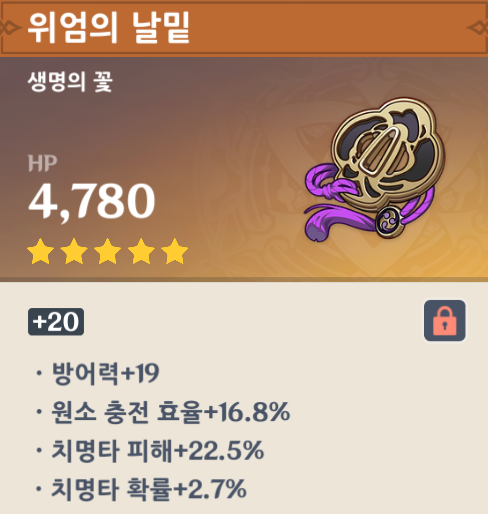 위엄의 날밑
생명의 꽃
HP
4,780
+20
· 방어력+19
· 원소 충전 효율+16.8%
· 치명타 피해+22.5%
· 치명타 확률+2.7%